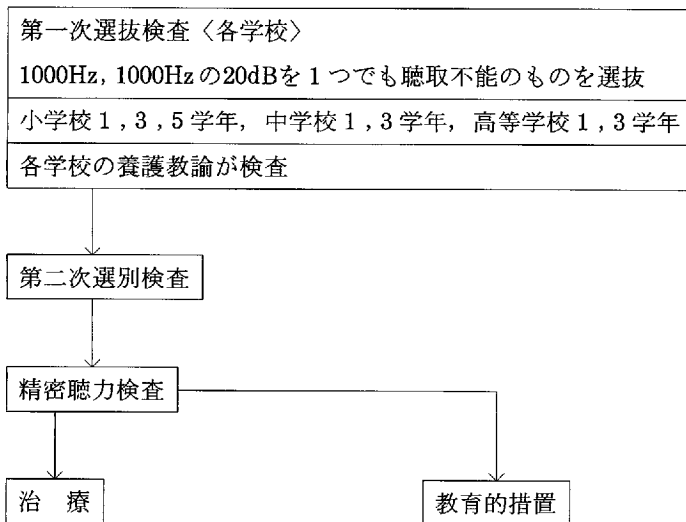 第一次選抜検査〈各学校〉
1000Hz, 1000Hzの20dBを1つでも聴取不能のものを選抜
小学校1,3,5学年, 中学校1,3学年, 高等学校1,3学年
各学校の養護教諭が検査
第二次選別検査
精密聴力検査
治　療
教育的措置